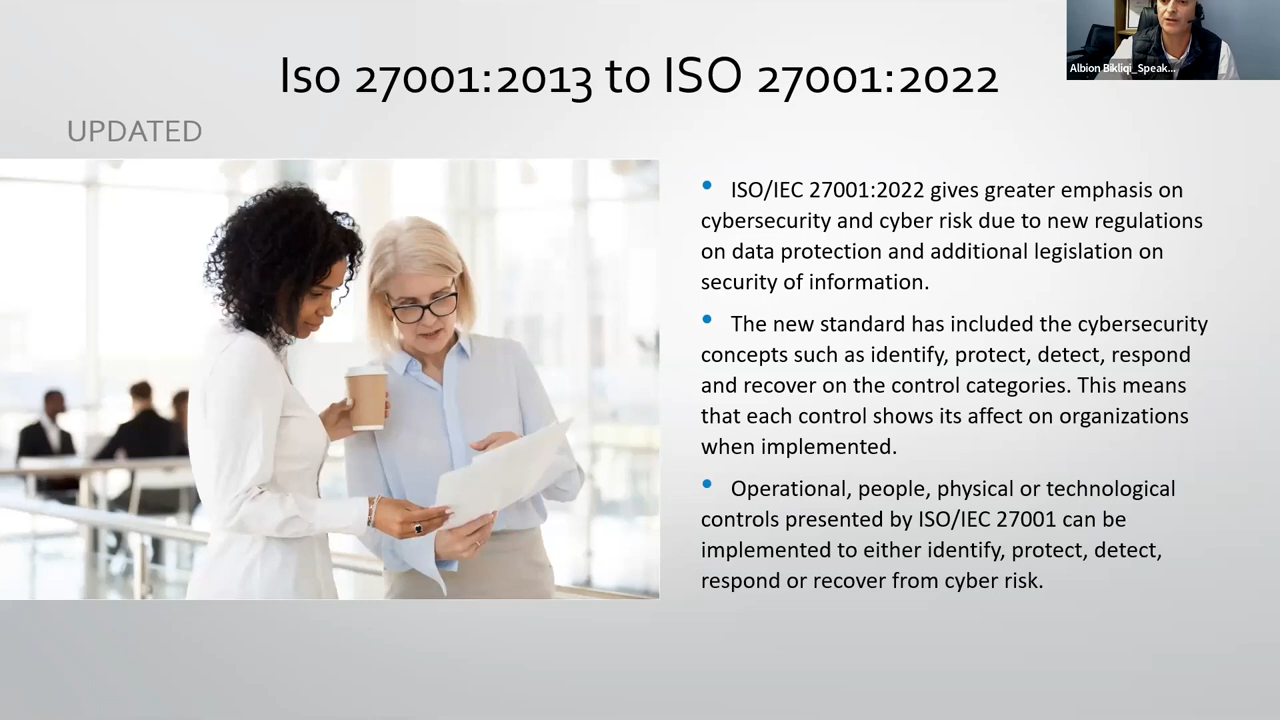 Iso 27001:2013 to ISO 27001:2022
Albion Bikliqi_Speak...
UPDATED
• ISO/IEC 27001:2022 gives greater emphasis on
cybersecurity and cyber risk due to new regulations
on data protection and additional legislation on
security of information.
• The new standard has included the cybersecurity
concepts such as identify, protect, detect, respond
and recover on the control categories. This means
that each control shows its affect on organizations
when implemented.
• Operational, people, physical or technological
controls presented by ISO/IEC 27001 can be
implemented to either identify, protect, detect,
respond or recover from cyber risk.